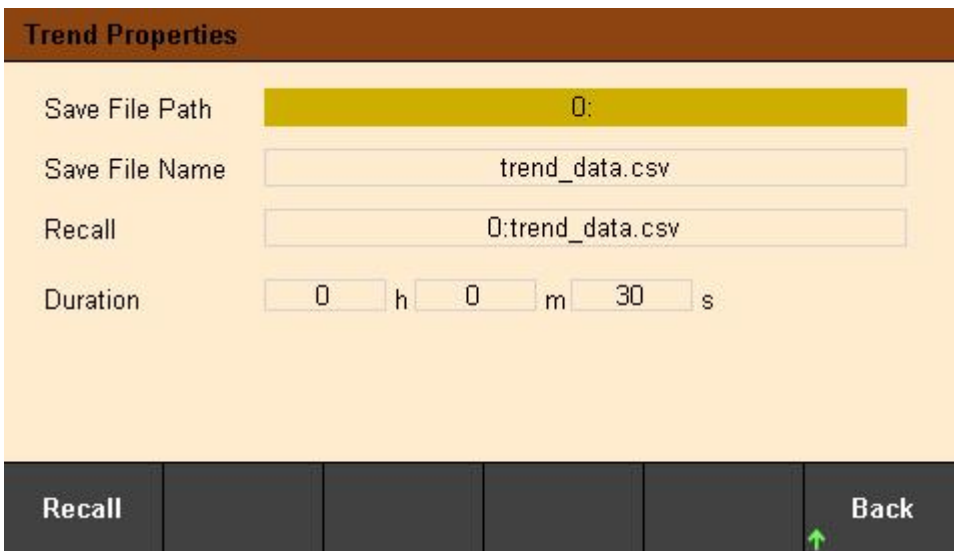 Trend Properties
Save File Path 0:
Save File Name trend_data.csv
Recall 0:trend_data.csv
Duration 0 h 0 m 30 s
Recall Back